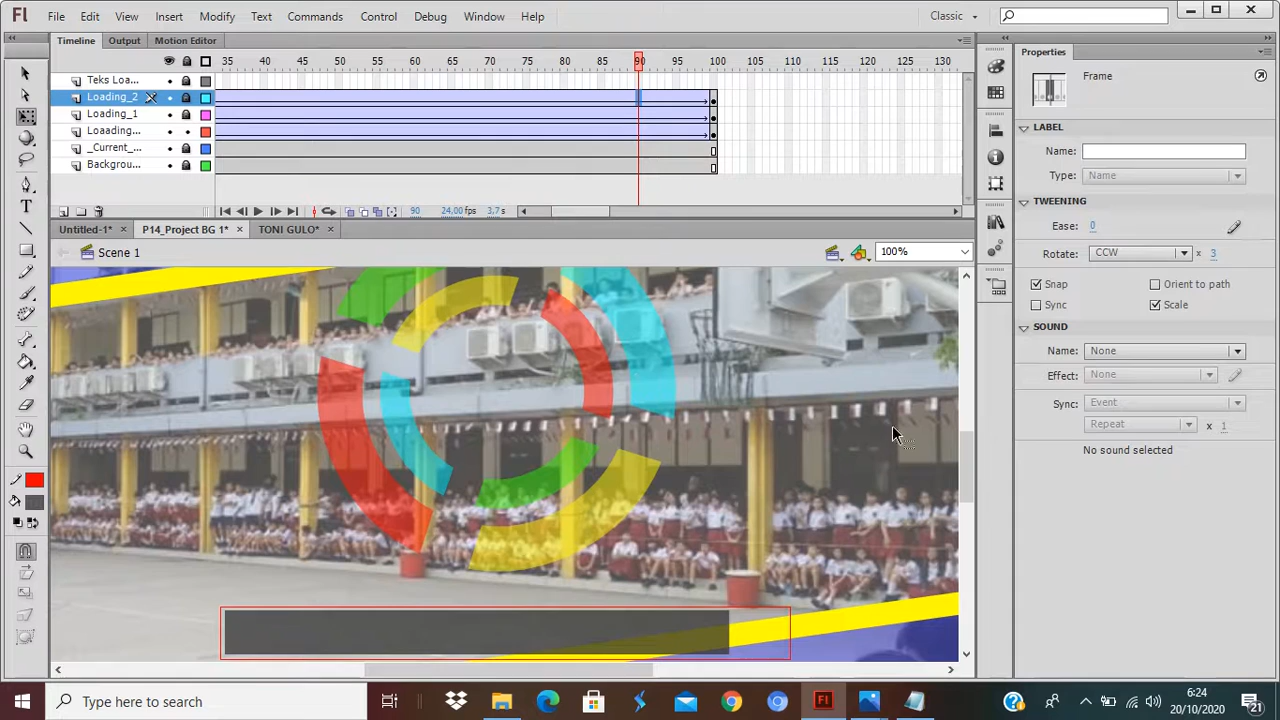 Fl File Edit View Insert Modify Text Commands Control Debug Window Help Classic
Timeline Output Motion Editor
35 40 45 50 55 60 65 70 75 80 85 90 95 100 105 110 115 120 125 130
Teks Loa...
Loading_2
Loading_1
Loaading...
_Current_...
Backgrou...
90 24,00 fps 3,7 s
Untitled-1* × P14_Project BG 1* × TONI GULO* ×
Scene 1 100%
Properties
Frame
LABEL
Name:
Type: Name
TWEENING
Ease: 0
Rotate: CCW x 3
Snap Orient to path
Sync Scale
SOUND
Name: None
Effect: None
Sync: Event
Repeat x 1
No sound selected
Type here to search
Fl
6:24
20/10/2020
21